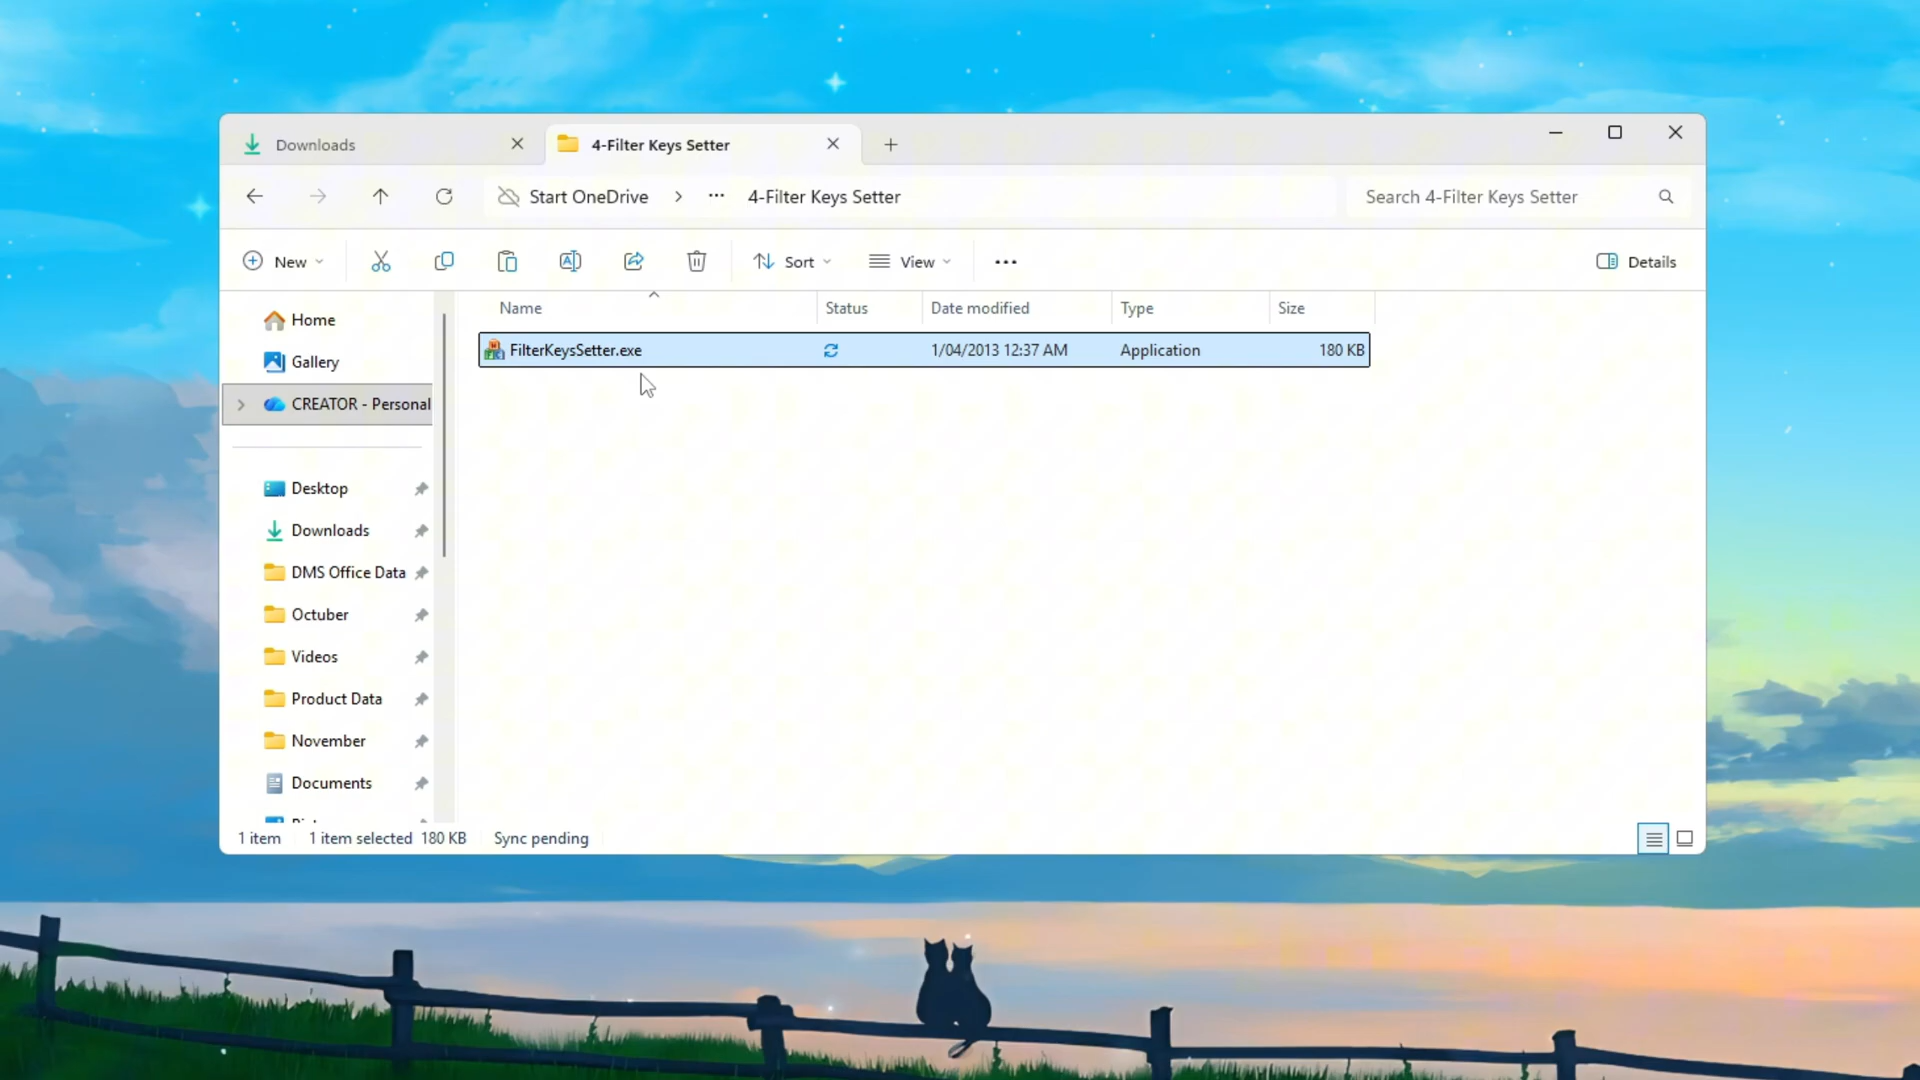 Downloads
4-Filter Keys Setter
Start OneDrive > ··· 4-Filter Keys Setter
Search 4-Filter Keys Setter
New
Sort
View
Details
Name Status Date modified Type Size
FilterKeysSetter.exe 1/04/2013 12:37 AM Application 180 KB
Home
Gallery
CREATOR - Personal
Desktop
Downloads
DMS Office Data
Octuber
Videos
Product Data
November
Documents
1 item 1 item selected 180 KB Sync pending